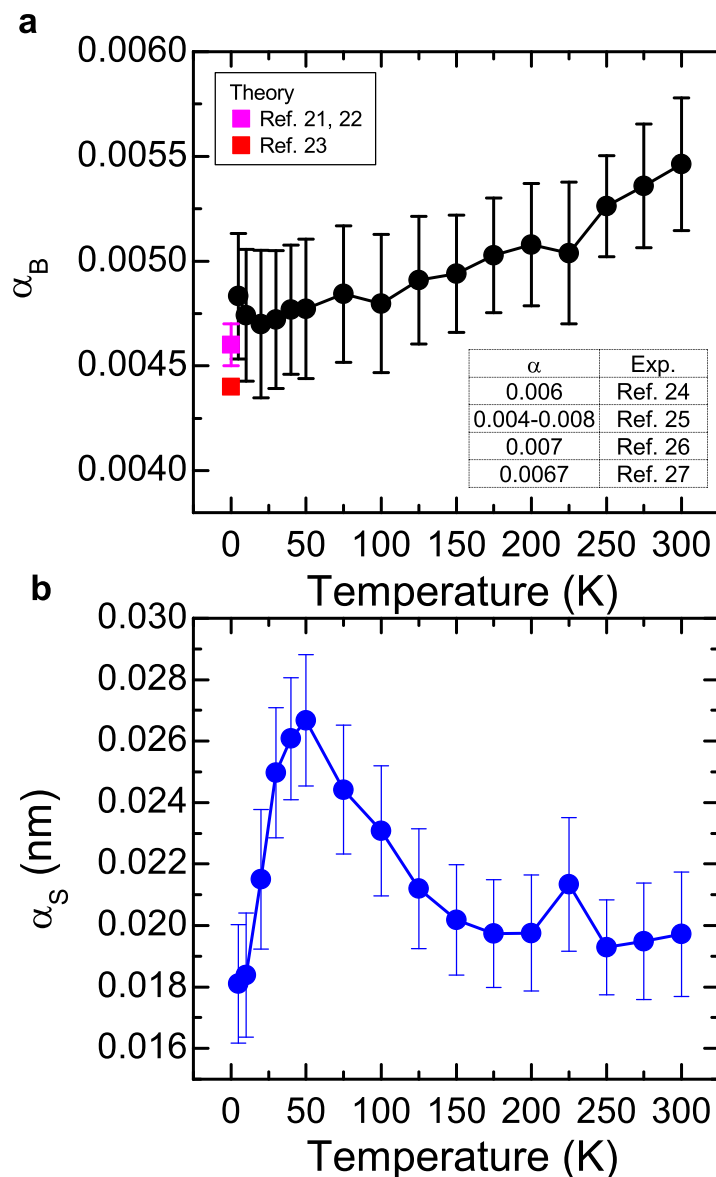 a
0.0060
0.0055
0.0050
0.0045
0.0040
α_B
Theory
Ref. 21, 22
Ref. 23
α Exp.
0.006 Ref. 24
0.004-0.008 Ref. 25
0.007 Ref. 26
0.0067 Ref. 27
0 50 100 150 200 250 300
Temperature (K)
b
0.030
0.028
0.026
0.024
0.022
0.020
0.018
0.016
α_S (nm)
0 50 100 150 200 250 300
Temperature (K)